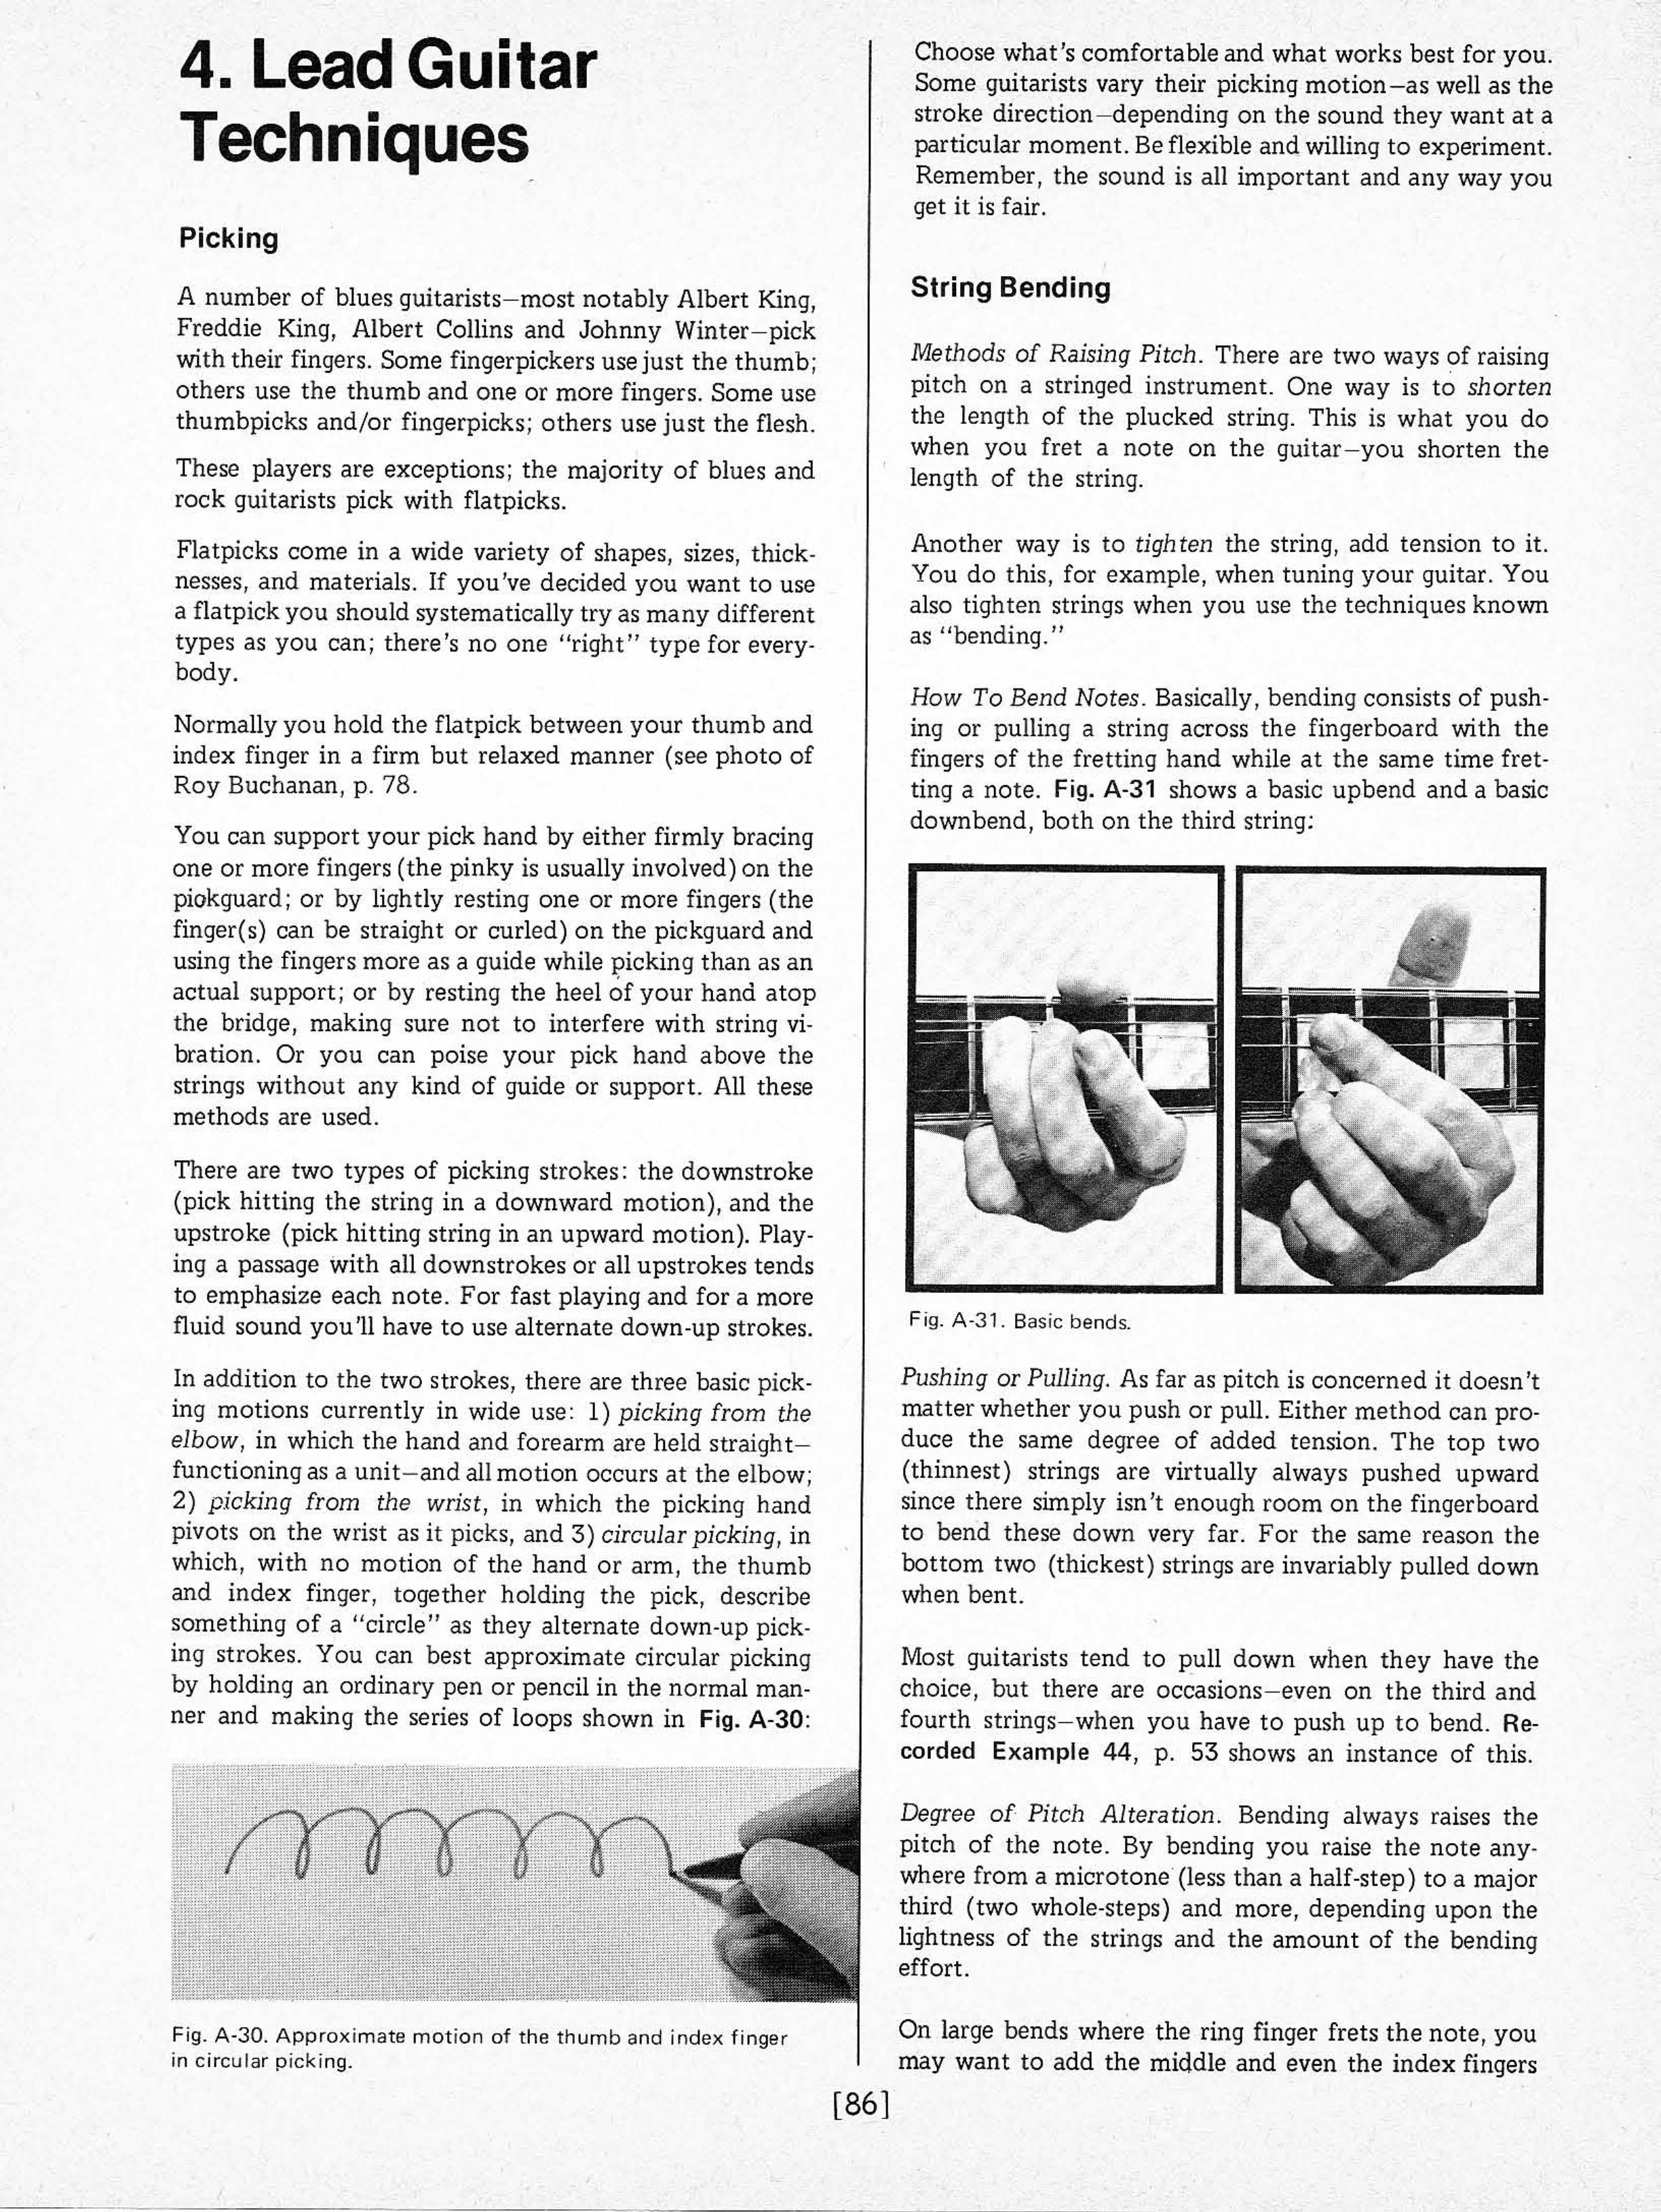 4. Lead Guitar
Techniques
Picking
A number of blues guitarists—most notably Albert King,
Freddie King, Albert Collins and Johnny Winter—pick
with their fingers. Some fingerpickers use just the thumb;
others use the thumb and one or more fingers. Some use
thumbpicks and/or fingerpicks; others use just the flesh.
These players are exceptions; the majority of blues and
rock guitarists pick with flatpicks.
Flatpicks come in a wide variety of shapes, sizes, thick-
nesses, and materials. If you've decided you want to use
a flatpick you should systematically try as many different
types as you can; there's no one "right" type for every-
body.
Normally you hold the flatpick between your thumb and
index finger in a firm but relaxed manner (see photo of
Roy Buchanan, p. 78.
You can support your pick hand by either firmly bracing
one or more fingers (the pinky is usually involved) on the
pickguard; or by lightly resting one or more fingers (the
finger(s) can be straight or curled) on the pickguard and
using the fingers more as a guide while picking than as an
actual support; or by resting the heel of your hand atop
the bridge, making sure not to interfere with string vi-
bration. Or you can poise your pick hand above the
strings without any kind of guide or support. All these
methods are used.
There are two types of picking strokes: the downstroke
(pick hitting the string in a downward motion), and the
upstroke (pick hitting string in an upward motion). Play-
ing a passage with all downstrokes or all upstrokes tends
to emphasize each note. For fast playing and for a more
fluid sound you'll have to use alternate down-up strokes.
In addition to the two strokes, there are three basic pick-
ing motions currently in wide use: 1) picking from the
elbow, in which the hand and forearm are held straight—
functioning as a unit—and all motion occurs at the elbow;
2) picking from the wrist, in which the picking hand
pivots on the wrist as it picks, and 3) circular picking, in
which, with no motion of the hand or arm, the thumb
and index finger, together holding the pick, describe
something of a "circle" as they alternate down-up pick-
ing strokes. You can best approximate circular picking
by holding an ordinary pen or pencil in the normal man-
ner and making the series of loops shown in Fig. A-30:
Fig. A-30. Approximate motion of the thumb and index finger
in circular picking.
Choose what's comfortable and what works best for you.
Some guitarists vary their picking motion—as well as the
stroke direction—depending on the sound they want at a
particular moment. Be flexible and willing to experiment.
Remember, the sound is all important and any way you
get it is fair.
String Bending
Methods of Raising Pitch. There are two ways of raising
pitch on a stringed instrument. One way is to shorten
the length of the plucked string. This is what you do
when you fret a note on the guitar—you shorten the
length of the string.
Another way is to tighten the string, add tension to it.
You do this, for example, when tuning your guitar. You
also tighten strings when you use the techniques known
as "bending."
How To Bend Notes. Basically, bending consists of push-
ing or pulling a string across the fingerboard with the
fingers of the fretting hand while at the same time fret-
ting a note. Fig. A-31 shows a basic upbend and a basic
downbend, both on the third string:
Fig. A-31. Basic bends.
Pushing or Pulling. As far as pitch is concerned it doesn't
matter whether you push or pull. Either method can pro-
duce the same degree of added tension. The top two
(thinnest) strings are virtually always pushed upward
since there simply isn't enough room on the fingerboard
to bend these down very far. For the same reason the
bottom two (thickest) strings are invariably pulled down
when bent.
Most guitarists tend to pull down when they have the
choice, but there are occasions—even on the third and
fourth strings—when you have to push up to bend. Re-
corded Example 44, p. 53 shows an instance of this.
Degree of Pitch Alteration. Bending always raises the
pitch of the note. By bending you raise the note any-
where from a microtone (less than a half-step) to a major
third (two whole-steps) and more, depending upon the
lightness of the strings and the amount of the bending
effort.
On large bends where the ring finger frets the note, you
may want to add the middle and even the index fingers
[86]